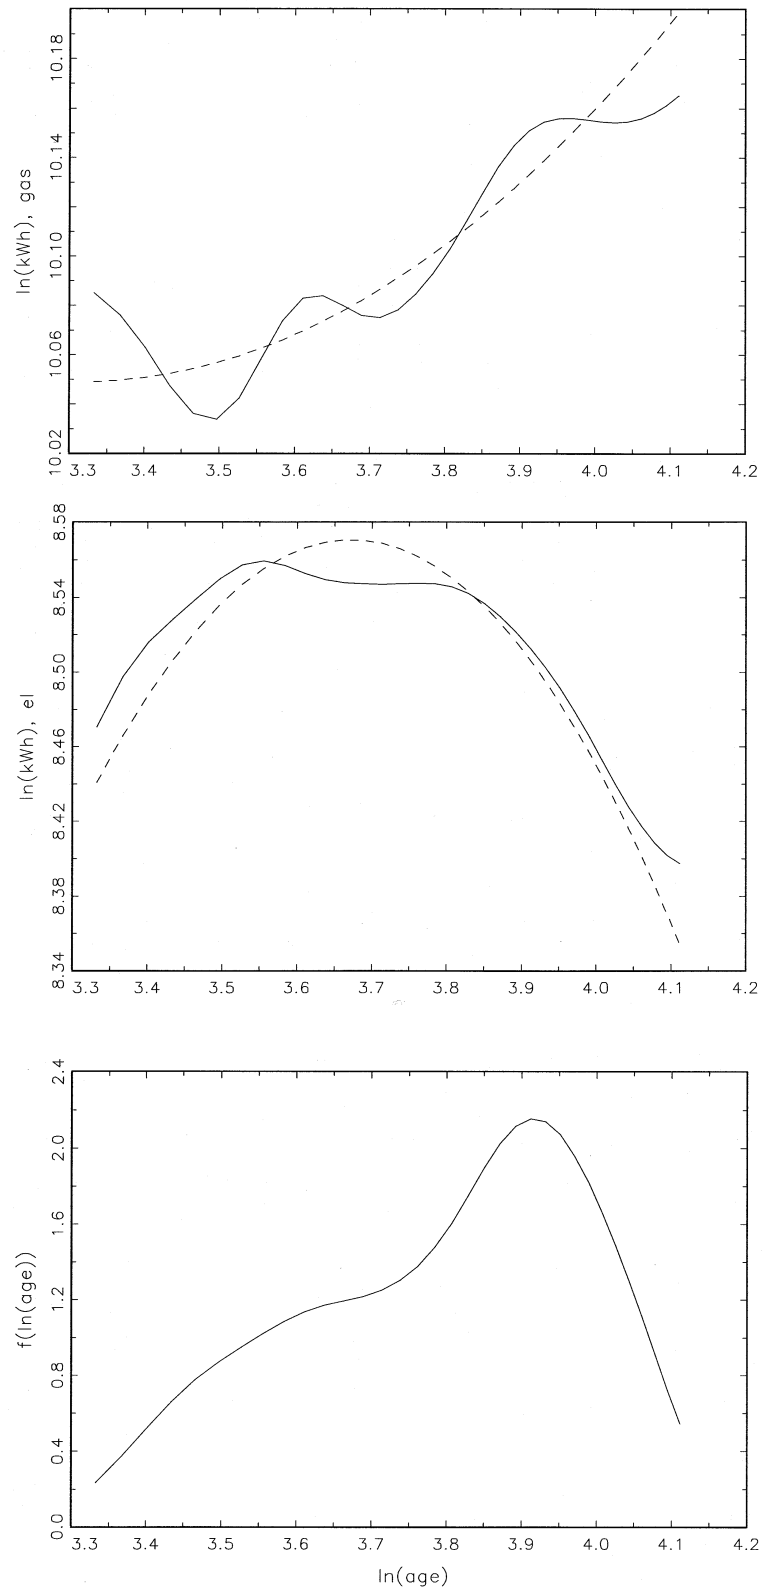 ln(kWh), gas
10.18
10.14
10.10
10.06
10.02
3.3 3.4 3.5 3.6 3.7 3.8 3.9 4.0 4.1 4.2
ln(kWh), el
8.58
8.54
8.50
8.46
8.42
8.38
8.34
3.3 3.4 3.5 3.6 3.7 3.8 3.9 4.0 4.1 4.2
f(ln(age))
2.4
2.0
1.6
1.2
0.8
0.4
0.0
3.3 3.4 3.5 3.6 3.7 3.8 3.9 4.0 4.1 4.2
ln(age)